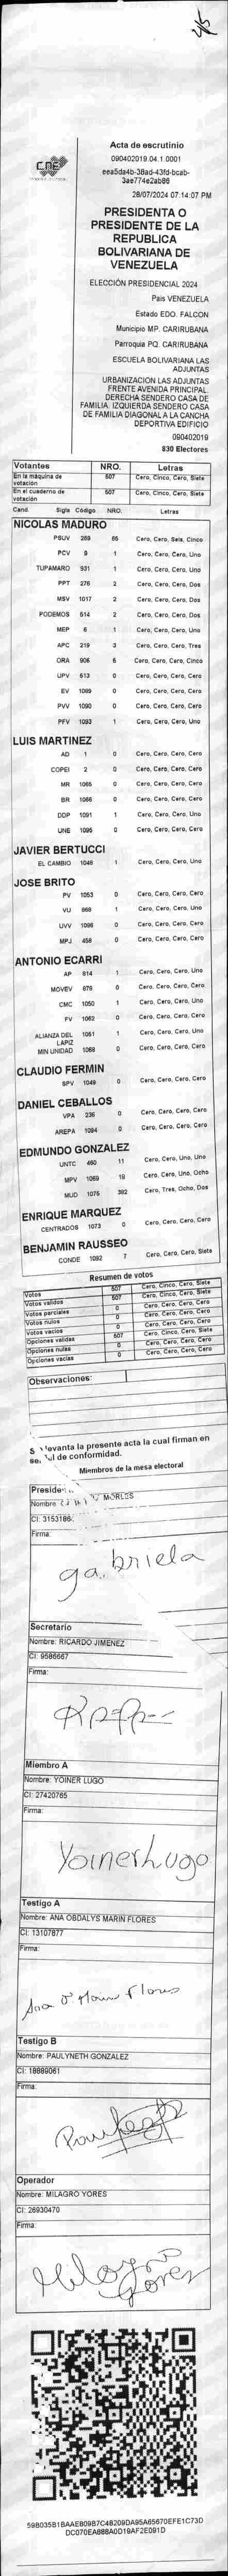 45
CNE
Acta de escrutinio
090402019.04.1.0001
eea5da4b-38ad-43fd-bcab-
3ae774e2ab86
28/07/2024 07:14:07 PM
PRESIDENTA O
PRESIDENTE DE LA
REPUBLICA
BOLIVARIANA DE
VENEZUELA
ELECCIÓN PRESIDENCIAL 2024
Pais VENEZUELA
Estado EDO. FALCON
Municipio MP. CARIRUBANA
Parroquia PQ. CARIRUBANA
ESCUELA BOLIVARIANA LAS
ADJUNTAS
URBANIZACION LAS ADJUNTAS
FRENTE AVENIDA PRINCIPAL.
DERECHA SENDERO CASA DE
FAMILIA. IZQUIERDA SENDERO CASA
DE FAMILIA DIAGONAL A LA CANCHA
DEPORTIVA EDIFICIO
090402019
830 Electores
Votantes NRO. Letras
En la máquina de votación 507 Cero, Cinco, Cero, Siete
En el cuaderno de votación 507 Cero, Cinco, Cero, Siete
Cand. Sigla Código NRO. Letras
NICOLAS MADURO
PSUV 269 65 Cero, Cero, Seis, Cinco
PCV 9 1 Cero, Cero, Cero, Uno
TUPAMARO 931 1 Cero, Cero, Cero, Uno
PPT 276 2 Cero, Cero, Cero, Dos
MSV 1017 2 Cero, Cero, Cero, Dos
PODEMOS 514 2 Cero, Cero, Cero, Dos
MEP 6 1 Cero, Cero, Cero, Uno
APC 219 3 Cero, Cero, Cero, Tres
ORA 906 5 Cero, Cero, Cero, Cinco
UPV 613 0 Cero, Cero, Cero, Cero
EV 1089 0 Cero, Cero, Cero, Cero
PVV 1090 0 Cero, Cero, Cero, Cero
PFV 1093 1 Cero, Cero, Cero, Uno
LUIS MARTINEZ
AD 1 0 Cero, Cero, Cero, Cero
COPEI 2 0 Cero, Cero, Cero, Cero
MR 1065 0 Cero, Cero, Cero, Cero
BR 1066 0 Cero, Cero, Cero, Cero
DDP 1091 1 Cero, Cero, Cero, Uno
UNE 1095 0 Cero, Cero, Cero, Cero
JAVIER BERTUCCI
EL CAMBIO 1046 1 Cero, Cero, Cero, Uno
JOSE BRITO
PV 1053 0 Cero, Cero, Cero, Cero
VU 868 1 Cero, Cero, Cero, Uno
UVV 1096 0 Cero, Cero, Cero, Cero
MPJ 458 0 Cero, Cero, Cero, Cero
ANTONIO ECARRI
AP 814 1 Cero, Cero, Cero, Uno
MOVEV 879 0 Cero, Cero, Cero, Cero
CMC 1050 1 Cero, Cero, Cero, Uno
FV 1062 0 Cero, Cero, Cero, Cero
ALIANZA DEL LAPIZ 1061 1 Cero, Cero, Cero, Uno
MIN UNIDAD 1068 0 Cero, Cero, Cero, Cero
CLAUDIO FERMIN
SPV 1049 0 Cero, Cero, Cero, Cero
DANIEL CEBALLOS
VPA 236 0 Cero, Cero, Cero, Cero
AREPA 1094 0 Cero, Cero, Cero, Cero
EDMUNDO GONZALEZ
UNTC 460 11 Cero, Cero, Uno, Uno
MPV 1069 18 Cero, Cero, Uno, Ocho
MUD 1075 382 Cero, Tres, Ocho, Dos
ENRIQUE MARQUEZ
CENTRADOS 1073 0 Cero, Cero, Cero, Cero
BENJAMIN RAUSSEO
CONDE 1092 7 Cero, Cero, Cero, Siete
Resumen de votos
Votos 507 Cero, Cinco, Cero, Siete
Votos validos 507 Cero, Cinco, Cero, Siete
Votos parciales 0 Cero, Cero, Cero, Cero
Votos nulos 0 Cero, Cero, Cero, Cero
Votos vacios 0 Cero, Cero, Cero, Cero
Opciones validas 507 Cero, Cinco, Cero, Siete
Opciones nulas 0 Cero, Cero, Cero, Cero
Opciones vacias 0 Cero, Cero, Cero, Cero
Observaciones:
S levanta la presente acta la cual firman en
se al de conformidad.
Miembros de la mesa electoral
Preside
Nombre MORLES
CI: 3153186
Firma:
gabriela
Secretario
Nombre: RICARDO JIMENEZ
CI: 9586667
Firma:
Miembro A
Nombre: YOINER LUGO
CI: 27420765
Firma:
Yoiner Lugo
Testigo A
Nombre: ANA OBDALYS MARIN FLORES
CI: 13107877
Firma:
Ana O Marin Flores
Testigo B
Nombre: PAULYNETH GONZALEZ
CI: 18689061
Firma:
Operador
Nombre: MILAGRO YORES
CI: 26930470
Firma:
Milagro Yores
59B035B1BAAEB09B7C48209DA95A65670EFE1C73D
DC070EA888A0D19AF2E091D